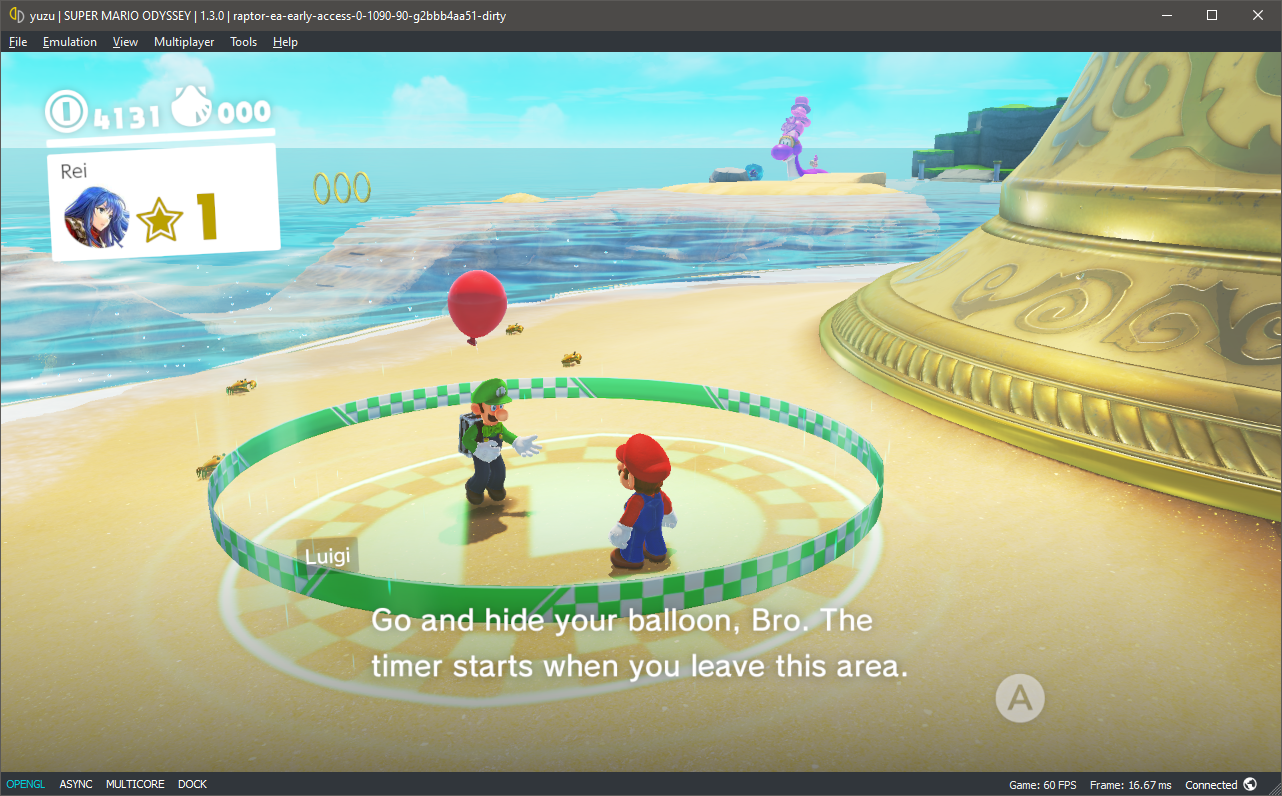 yuzu | SUPER MARIO ODYSSEY | 1.3.0 | raptor-ea-early-access-0-1090-90-g2bbb4aa51-dirty
File Emulation View Multiplayer Tools Help
4131 000
Rei
1
000
Luigi
Go and hide your balloon, Bro. The
timer starts when you leave this area.
A
OPENGL ASYNC MULTICORE DOCK Game: 60 FPS Frame: 16.67 ms Connected